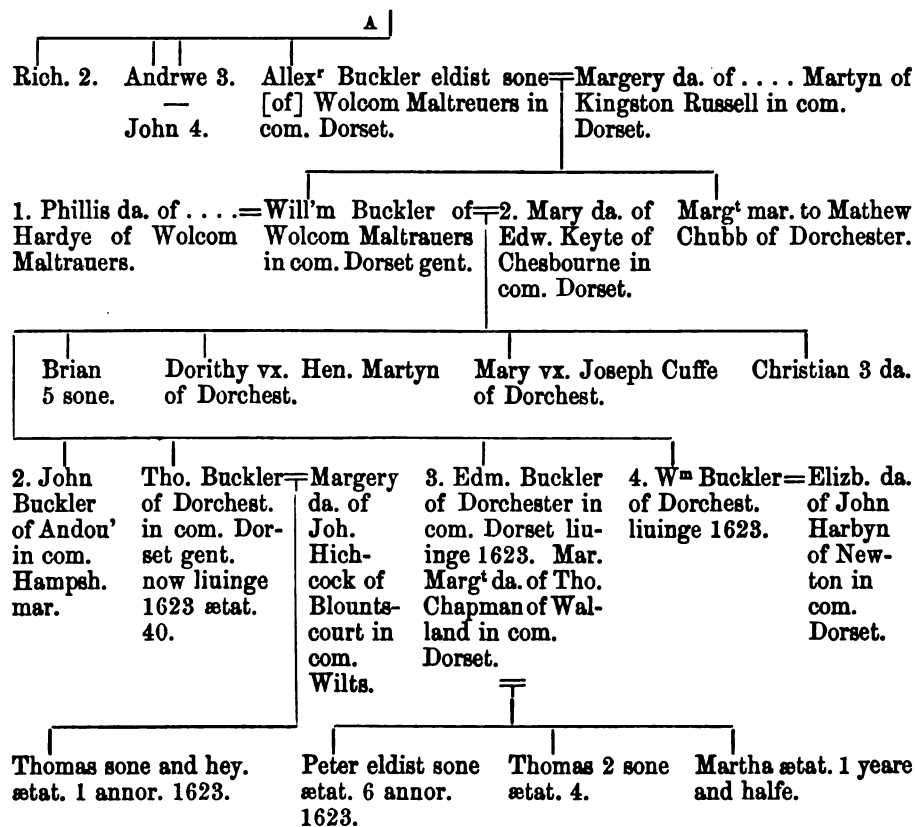 A
Rich. 2.
Andrwe 3.
—
John 4.
Allexʳ Buckler eldist sone
[of] Wolcom Maltreuers in
com. Dorset.
Margery da. of . . . . Martyn of
Kingston Russell in com.
Dorset.
1. Phillis da. of . . . .
Hardye of Wolcom
Maltrauers.
Will'm Buckler of
Wolcom Maltrauers
in com. Dorset gent.
2. Mary da. of
Edw. Keyte of
Chesbourne in
com. Dorset.
Margᵗ mar. to Mathew
Chubb of Dorchester.
Brian
5 sone.
Dorithy vx. Hen. Martyn
of Dorchest.
Mary vx. Joseph Cuffe
of Dorchest.
Christian 3 da.
2. John
Buckler
of Andou'
in com.
Hampsh.
mar.
Tho. Buckler
of Dorchest.
in com. Dor-
set gent.
now liuinge
1623 ætat.
40.
Margery
da. of
Joh.
Hich-
cock of
Blounts-
court in
com.
Wilts.
3. Edm. Buckler
of Dorchester in
com. Dorset liu-
inge 1623. Mar.
Margᵗ da. of Tho.
Chapman of Wal-
land in com.
Dorset.
4. Wᵐ Buckler
of Dorchest.
liuinge 1623.
Elizb. da.
of John
Harbyn
of New-
ton in
com.
Dorset.
Thomas sone and hey.
ætat. 1 annor. 1623.
Peter eldist sone
ætat. 6 annor.
1623.
Thomas 2 sone
ætat. 4.
Martha ætat. 1 yeare
and halfe.